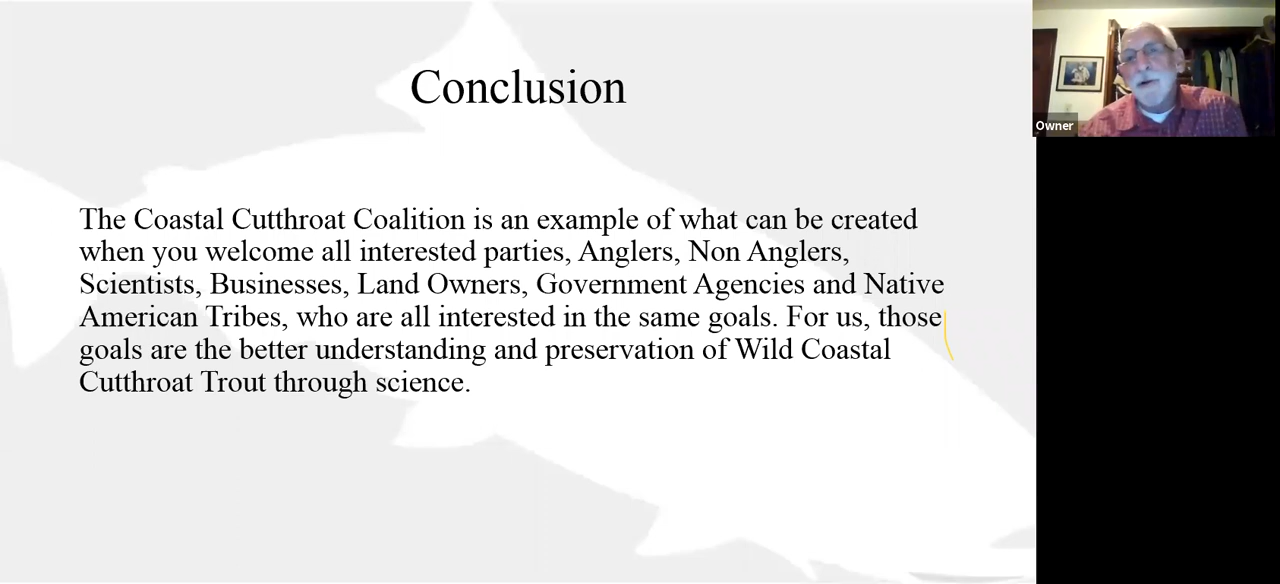 Conclusion
The Coastal Cutthroat Coalition is an example of what can be created
when you welcome all interested parties, Anglers, Non Anglers,
Scientists, Businesses, Land Owners, Government Agencies and Native
American Tribes, who are all interested in the same goals. For us, those
goals are the better understanding and preservation of Wild Coastal
Cutthroat Trout through science.
Owner